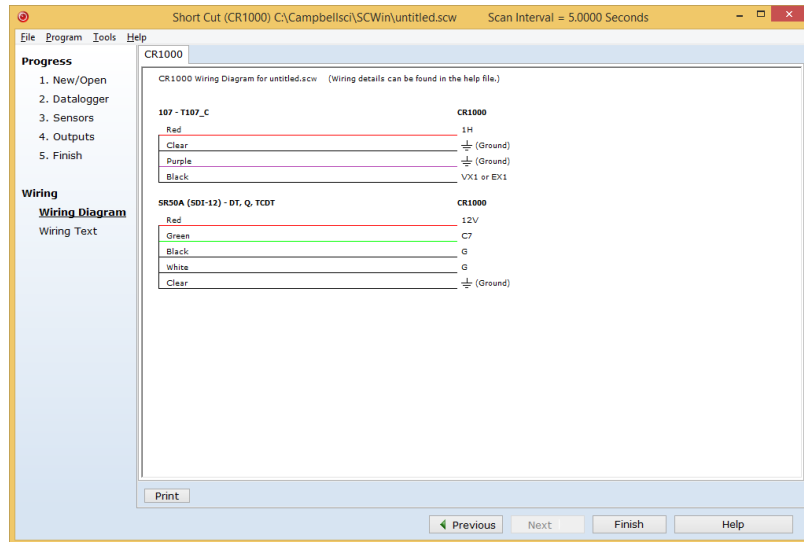 Short Cut (CR1000) C:\Campbellsci\SCWin\untitled.scw Scan Interval = 5.0000 Seconds
File Program Tools Help
Progress
1. New/Open
2. Datalogger
3. Sensors
4. Outputs
5. Finish
Wiring
Wiring Diagram
Wiring Text
CR1000
CR1000 Wiring Diagram for untitled.scw (Wiring details can be found in the help file.)
107 - T107_C CR1000
Red 1H
Clear (Ground)
Purple (Ground)
Black VX1 or EX1
SR50A (SDI-12) - DT, Q, TCDT CR1000
Red 12V
Green C7
Black G
White G
Clear (Ground)
Print
Previous Next Finish Help